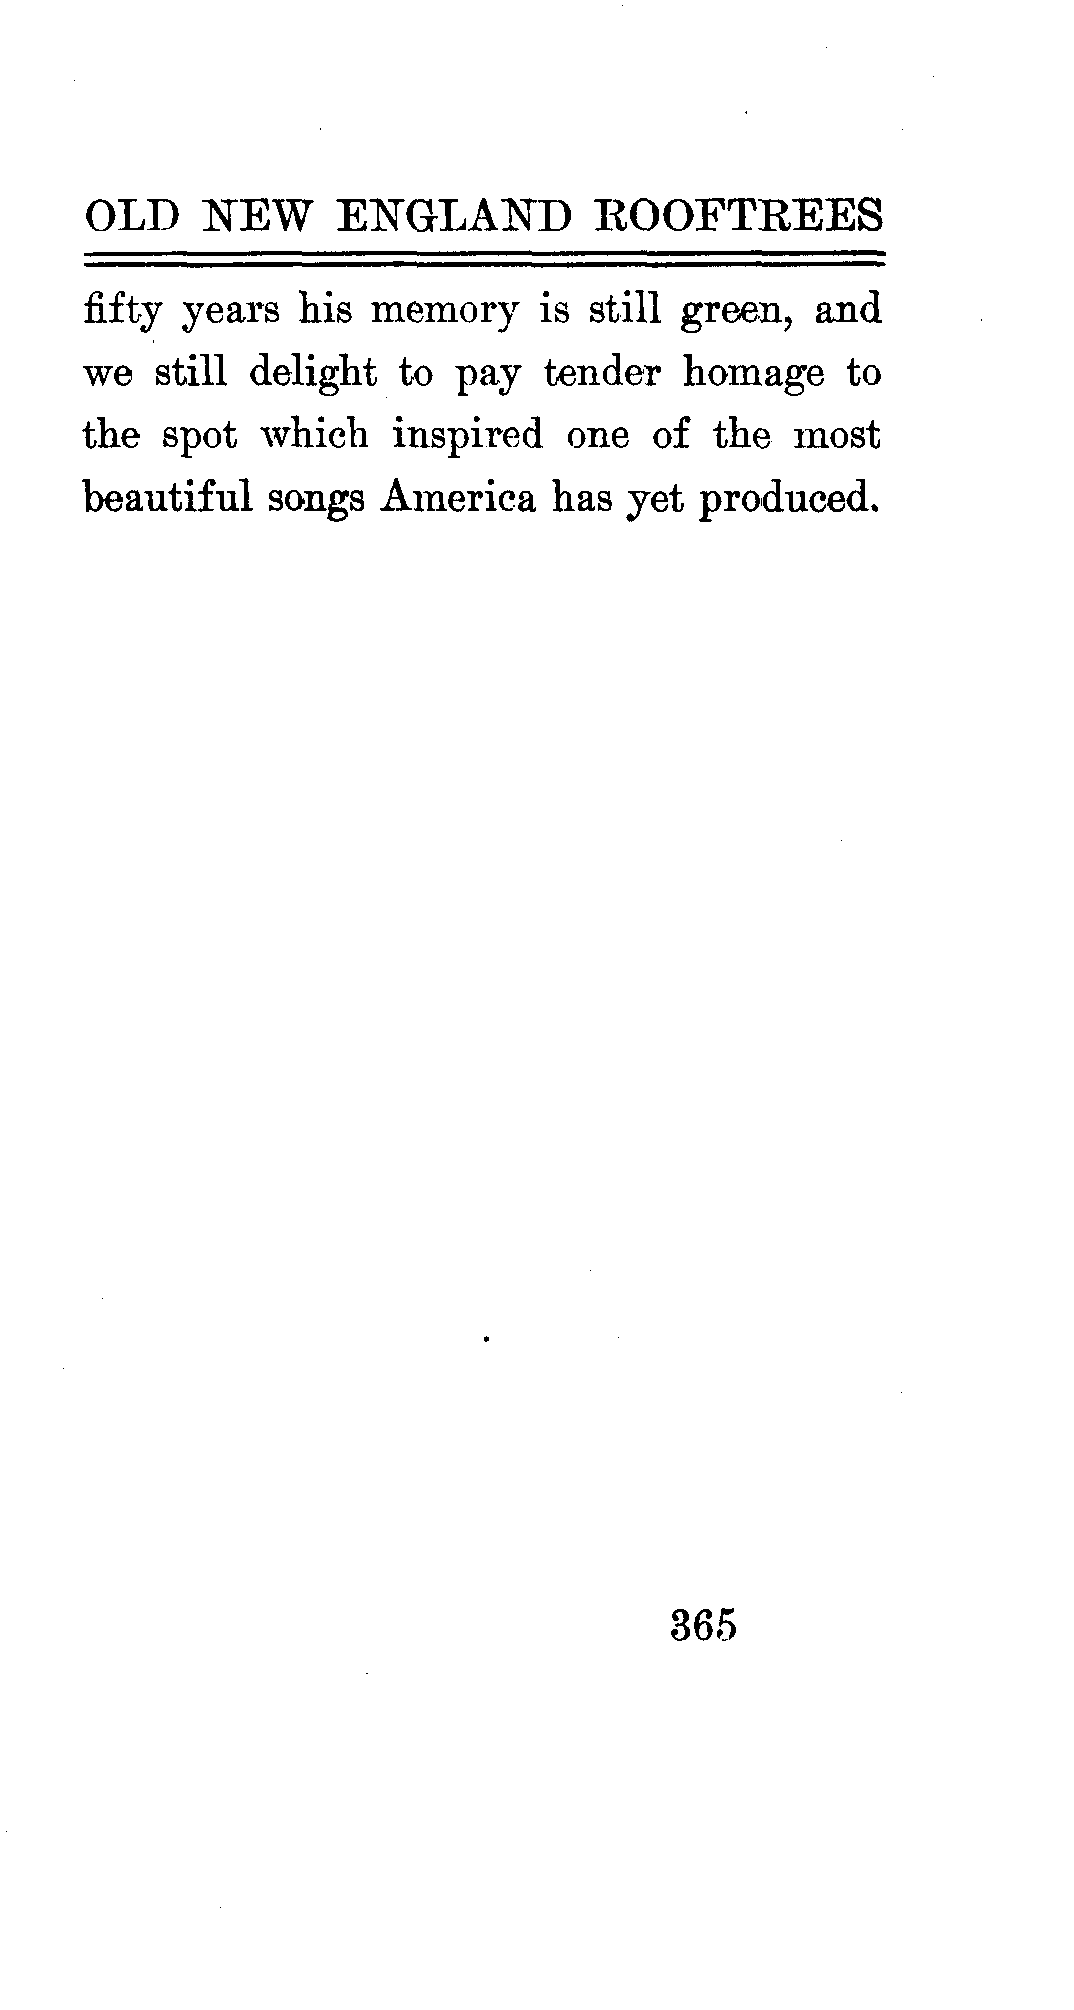 OLD NEW ENGLAND ROOFTREES
fifty years his memory is still green, and
we still delight to pay tender homage to
the spot which inspired one of the most
beautiful songs America has yet produced.
365